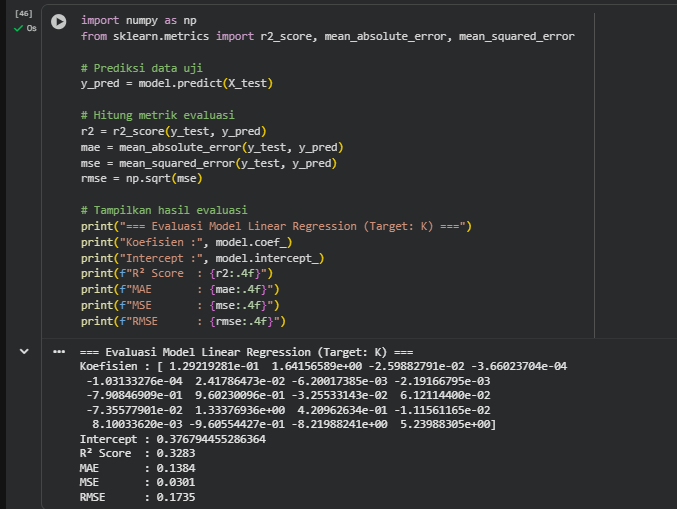 [46]
0s
import numpy as np
from sklearn.metrics import r2_score, mean_absolute_error, mean_squared_error
# Prediksi data uji
y_pred = model.predict(X_test)
# Hitung metrik evaluasi
r2 = r2_score(y_test, y_pred)
mae = mean_absolute_error(y_test, y_pred)
mse = mean_squared_error(y_test, y_pred)
rmse = np.sqrt(mse)
# Tampilkan hasil evaluasi
print("=== Evaluasi Model Linear Regression (Target: K) ===")
print("Koefisien :", model.coef_)
print("Intercept :", model.intercept_)
print(f"R² Score  : {r2:.4f}")
print(f"MAE       : {mae:.4f}")
print(f"MSE       : {mse:.4f}")
print(f"RMSE      : {rmse:.4f}")
=== Evaluasi Model Linear Regression (Target: K) ===
Koefisien : [ 1.29219281e-01  1.64156589e+00 -2.59882791e-02 -3.66023704e-04
 -1.03133276e-04  2.41786473e-02 -6.20017385e-03 -2.19166795e-03
 -7.90846909e-01  9.60230096e-01 -3.25533143e-02  6.12114400e-02
 -7.35577901e-02  1.33376936e+00  4.20962634e-01 -1.11561165e-02
  8.10033620e-03 -9.60554427e-01 -8.21988241e+00  5.23988305e+00]
Intercept : 0.376794455286364
R² Score  : 0.3283
MAE       : 0.1384
MSE       : 0.0301
RMSE      : 0.1735